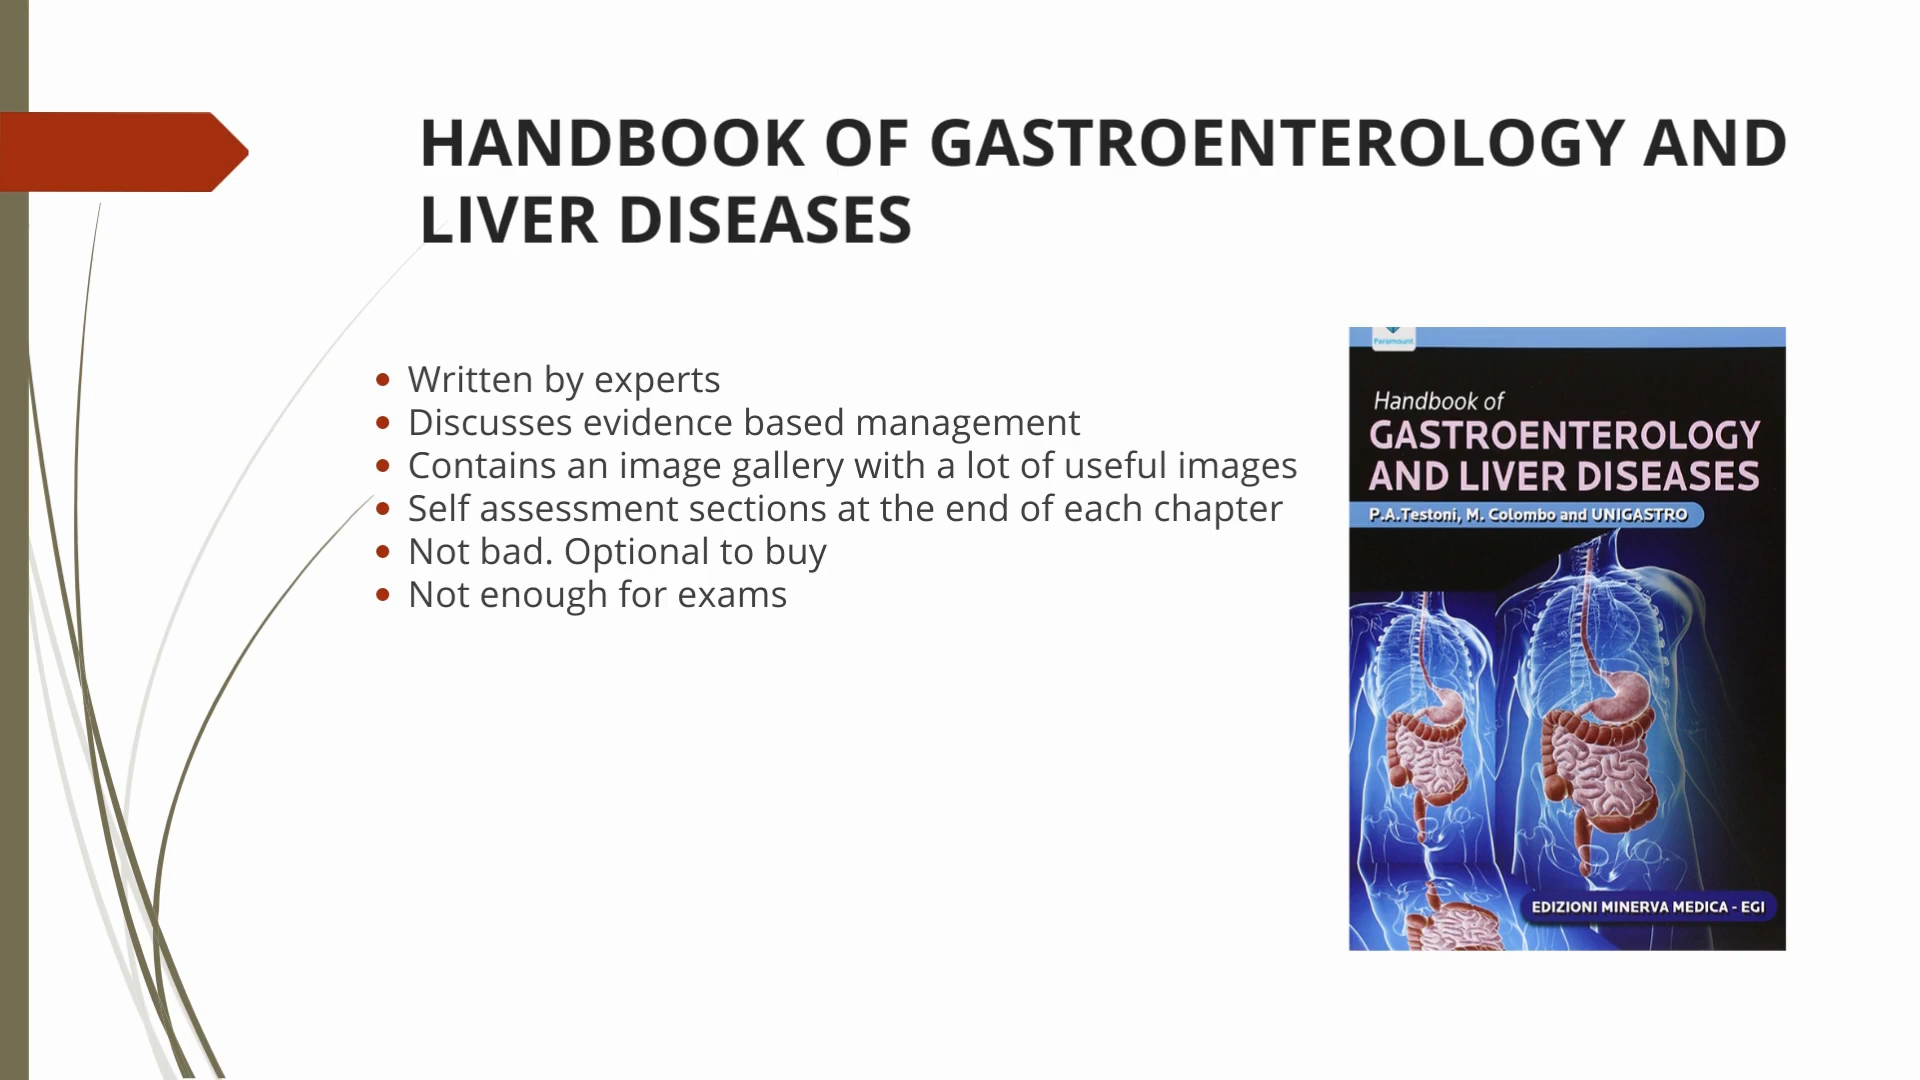 HANDBOOK OF GASTROENTEROLOGY AND
LIVER DISEASES
Written by experts
Discusses evidence based management
Contains an image gallery with a lot of useful images
Self assessment sections at the end of each chapter
Not bad. Optional to buy
Not enough for exams
Paramount
Handbook of
GASTROENTEROLOGY
AND LIVER DISEASES
P.A.Testoni, M. Colombo and UNIGASTRO
EDIZIONI MINERVA MEDICA - EGI